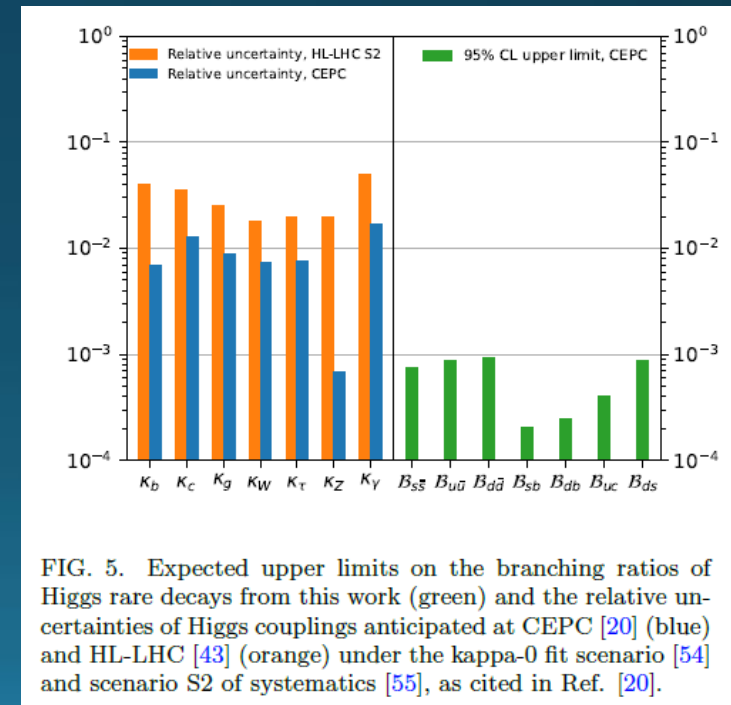 10⁰ 10⁰
Relative uncertainty, HL-LHC S2
Relative uncertainty, CEPC
95% CL upper limit, CEPC
10⁻¹ 10⁻¹
10⁻² 10⁻²
10⁻³ 10⁻³
10⁻⁴ 10⁻⁴
κ_b κ_c κ_g κ_W κ_τ κ_Z κ_γ B_ss̄ B_uū B_dd̄ B_sb B_db B_uc B_ds
FIG. 5. Expected upper limits on the branching ratios of
Higgs rare decays from this work (green) and the relative un-
certainties of Higgs couplings anticipated at CEPC [20] (blue)
and HL-LHC [43] (orange) under the kappa-0 fit scenario [54]
and scenario S2 of systematics [55], as cited in Ref. [20].